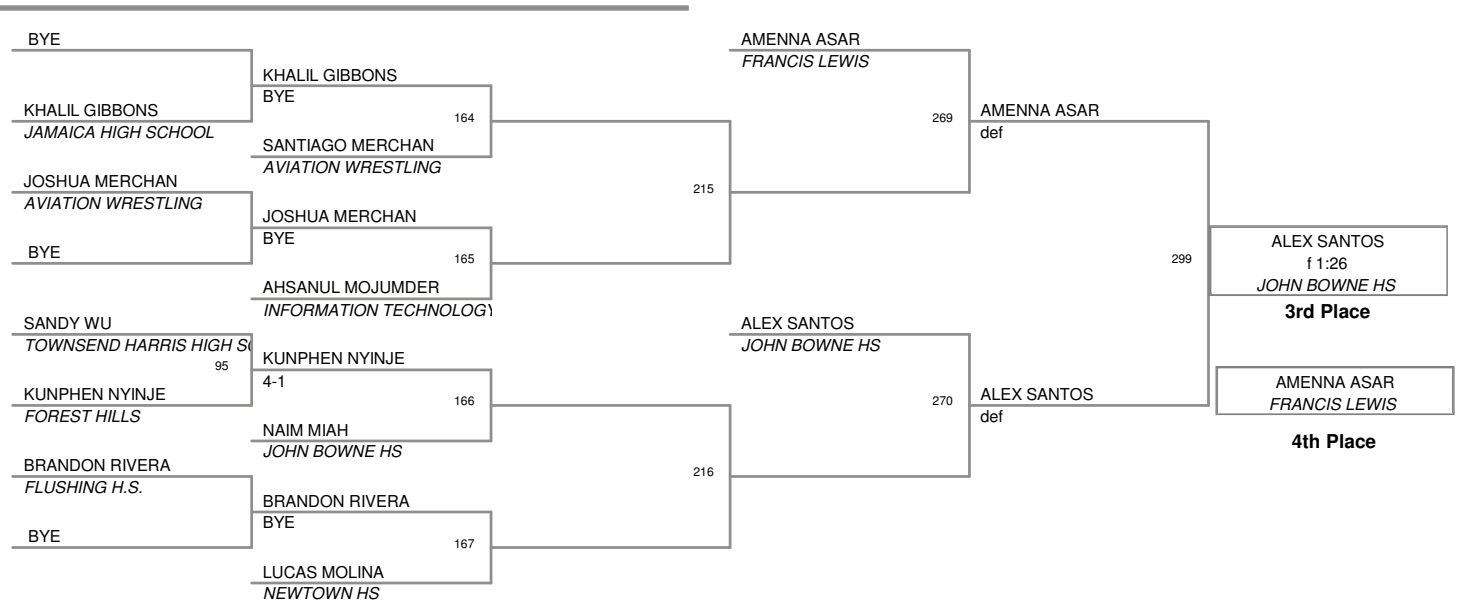 BYE
KHALIL GIBBONS
JAMAICA HIGH SCHOOL
JOSHUA MERCHAN
AVIATION WRESTLING
BYE
SANDY WU
TOWNSEND HARRIS HIGH S
95
KUNPHEN NYINJE
FOREST HILLS
BRANDON RIVERA
FLUSHING H.S.
BYE
KHALIL GIBBONS
BYE
164
SANTIAGO MERCHAN
AVIATION WRESTLING
JOSHUA MERCHAN
BYE
165
AHSANUL MOJUMDER
INFORMATION TECHNOLOGY
KUNPHEN NYINJE
4-1
166
NAIM MIAH
JOHN BOWNE HS
BRANDON RIVERA
BYE
167
LUCAS MOLINA
NEWTOWN HS
215
216
AMENNA ASAR
FRANCIS LEWIS
269
ALEX SANTOS
JOHN BOWNE HS
270
AMENNA ASAR
def
ALEX SANTOS
def
299
ALEX SANTOS
f 1:26
JOHN BOWNE HS
3rd Place
AMENNA ASAR
FRANCIS LEWIS
4th Place